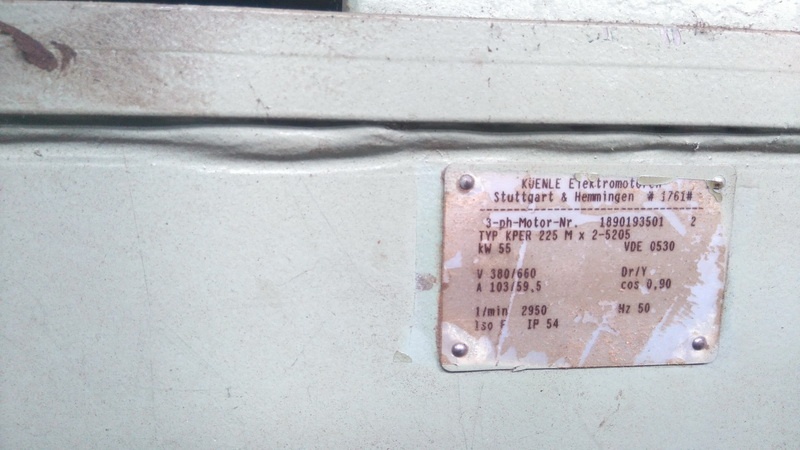 KÜENLE Elektromotoren
Stuttgart & Hemmingen # 1761#
3-ph-Motor-Nr. 1890193501 2
TYP KPER 225 M x 2-5205
kW 55 VDE 0530
V 380/660 Dr/Y
A 103/59,5 cos 0,90
1/min 2950 Hz 50
Iso F IP 54